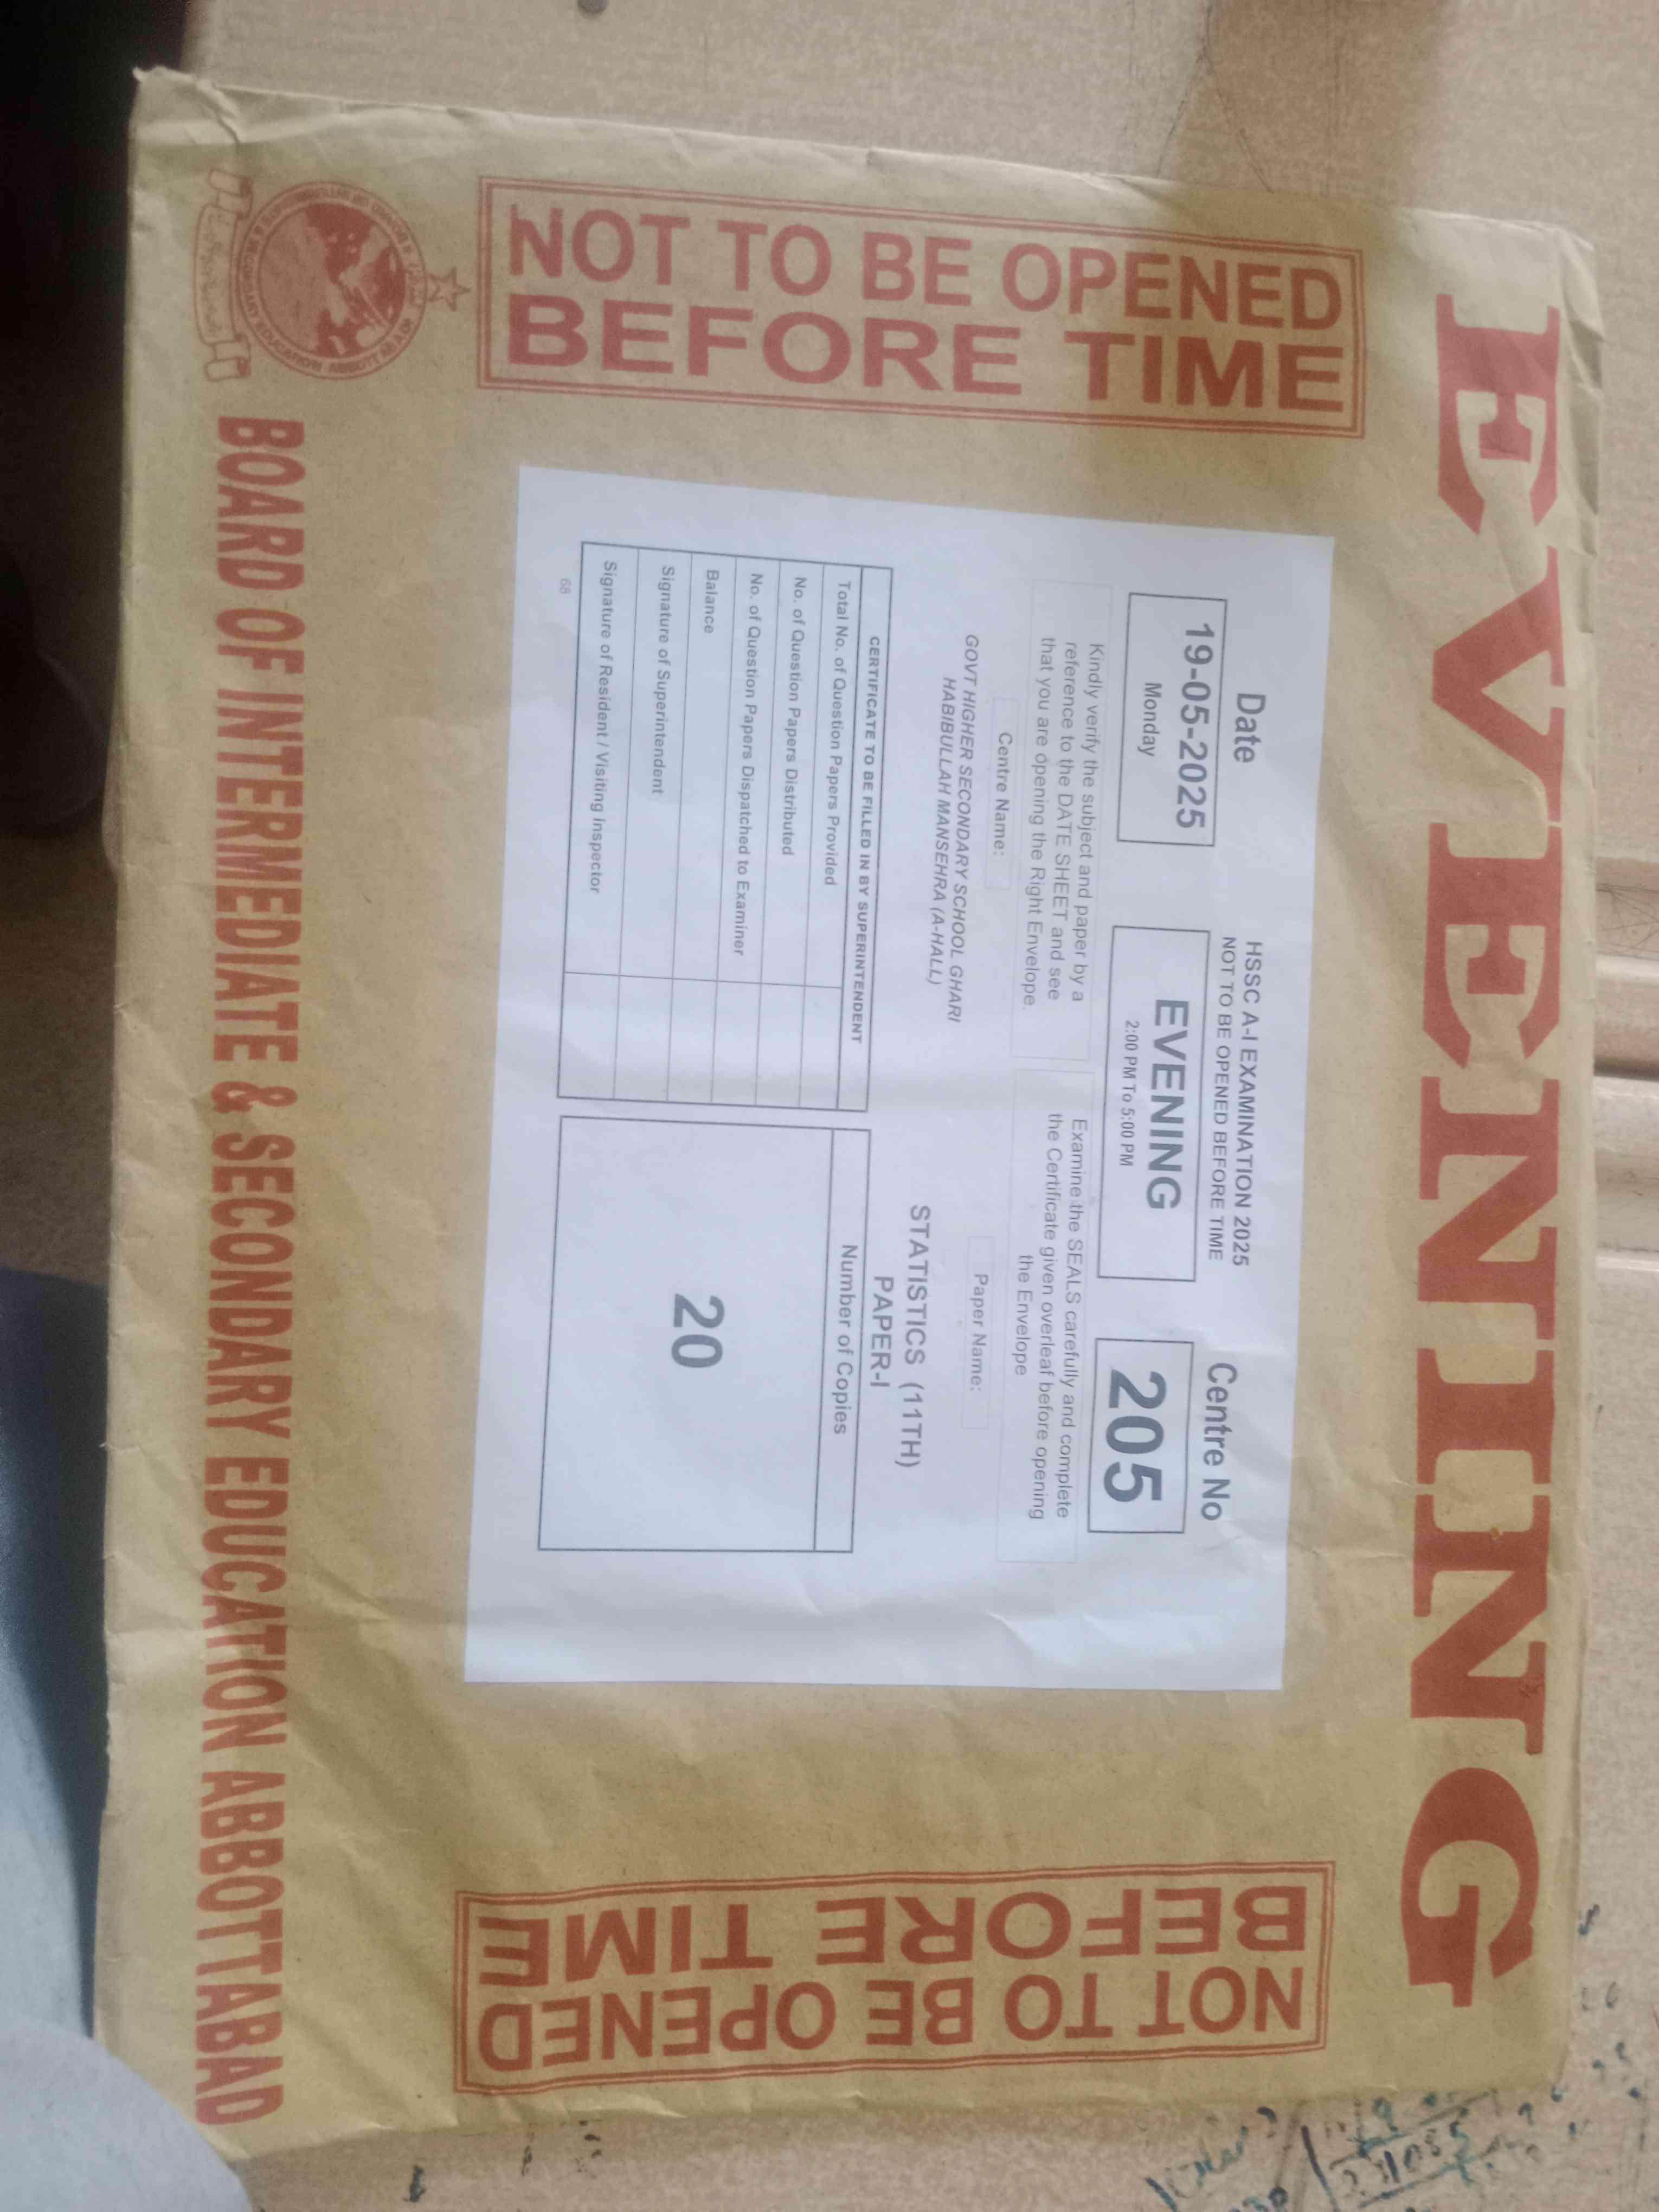 EVENING
NOT TO BE OPENED
BEFORE TIME
Date
19-05-2025
Monday
HSSC A-I EXAMINATION 2025
NOT TO BE OPENED BEFORE TIME
EVENING
2:00 PM To 5:00 PM
Centre No
205
Kindly verify the subject and paper by a
reference to the DATE SHEET and see
that you are opening the Right Envelope.
Examine the SEALS carefully and complete
the Certificate given overleaf before opening
the Envelope
Centre Name:
GOVT HIGHER SECONDARY SCHOOL GHARI
HABIBULLAH MANSEHRA (A-HALL)
Paper Name:
STATISTICS (11TH)
PAPER-I
CERTIFICATE TO BE FILLED IN BY SUPERINTENDENT
Total No. of Question Papers Provided
No. of Question Papers Distributed
No. of Question Papers Dispatched to Examiner
Balance
Signature of Superintendent
Signature of Resident / Visiting Inspector
68
Number of Copies
20
NOT TO BE OPENED
BEFORE TIME
BOARD OF INTERMEDIATE & SECONDARY EDUCATION ABBOTTABAD